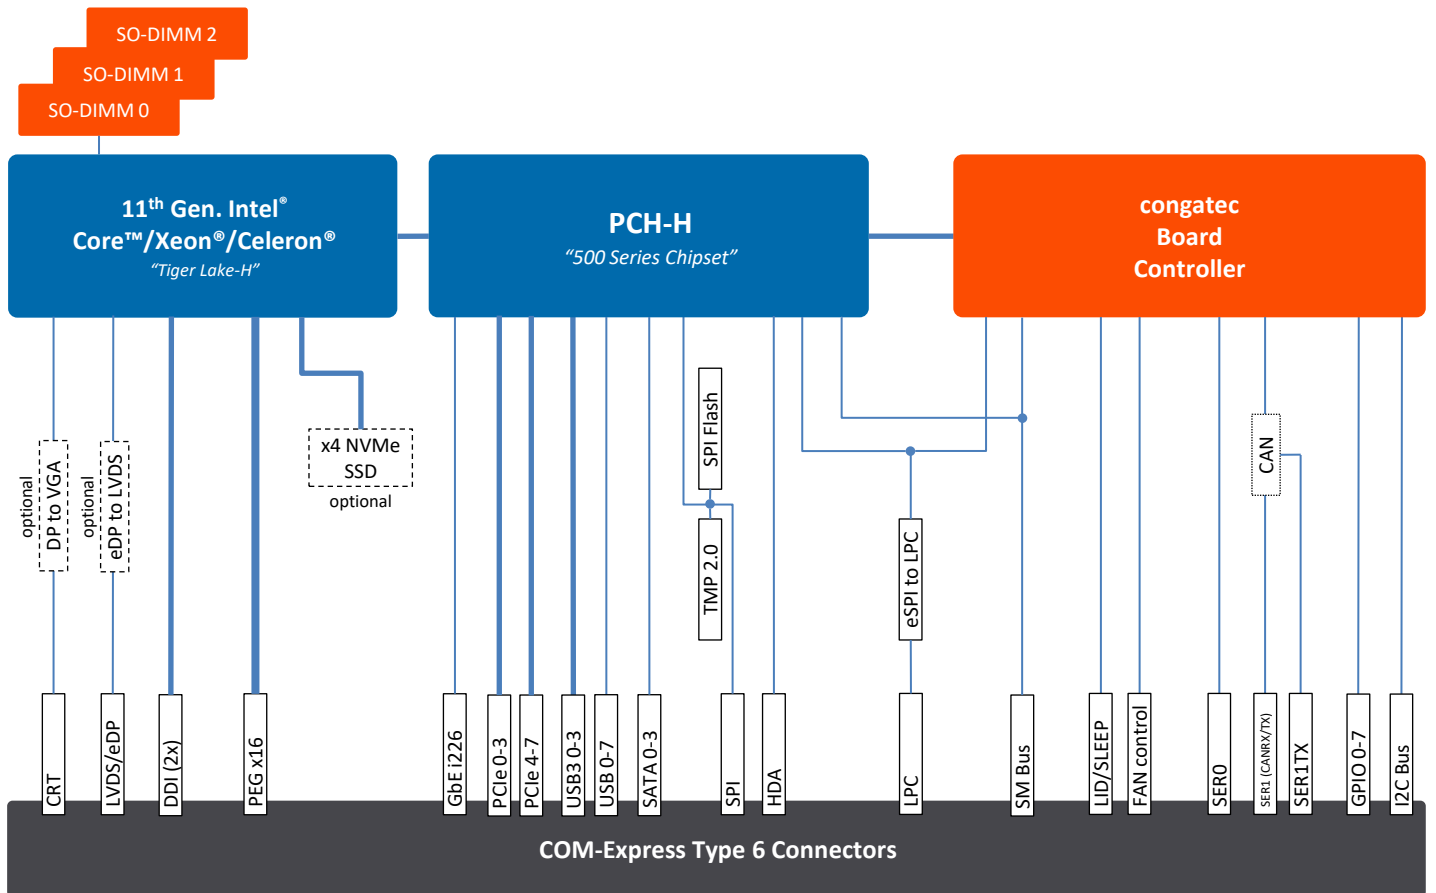 SO-DIMM 2
SO-DIMM 1
SO-DIMM 0
11th Gen. Intel®
Core™/Xeon®/Celeron®
“Tiger Lake-H”
PCH-H
“500 Series Chipset”
congatec
Board
Controller
optional
DP to VGA
optional
eDP to LVDS
x4 NVMe
SSD
optional
SPI Flash
TMP 2.0
eSPI to LPC
CAN
CRT
LVDS/eDP
DDI (2x)
PEG x16
GbE i226
PCIe 0-3
PCIe 4-7
USB3 0-3
USB 0-7
SATA 0-3
SPI
HDA
LPC
SM Bus
LID/SLEEP
FAN control
SER0
SER1 (CANRX/TX)
SER1TX
GPIO 0-7
I2C Bus
COM-Express Type 6 Connectors